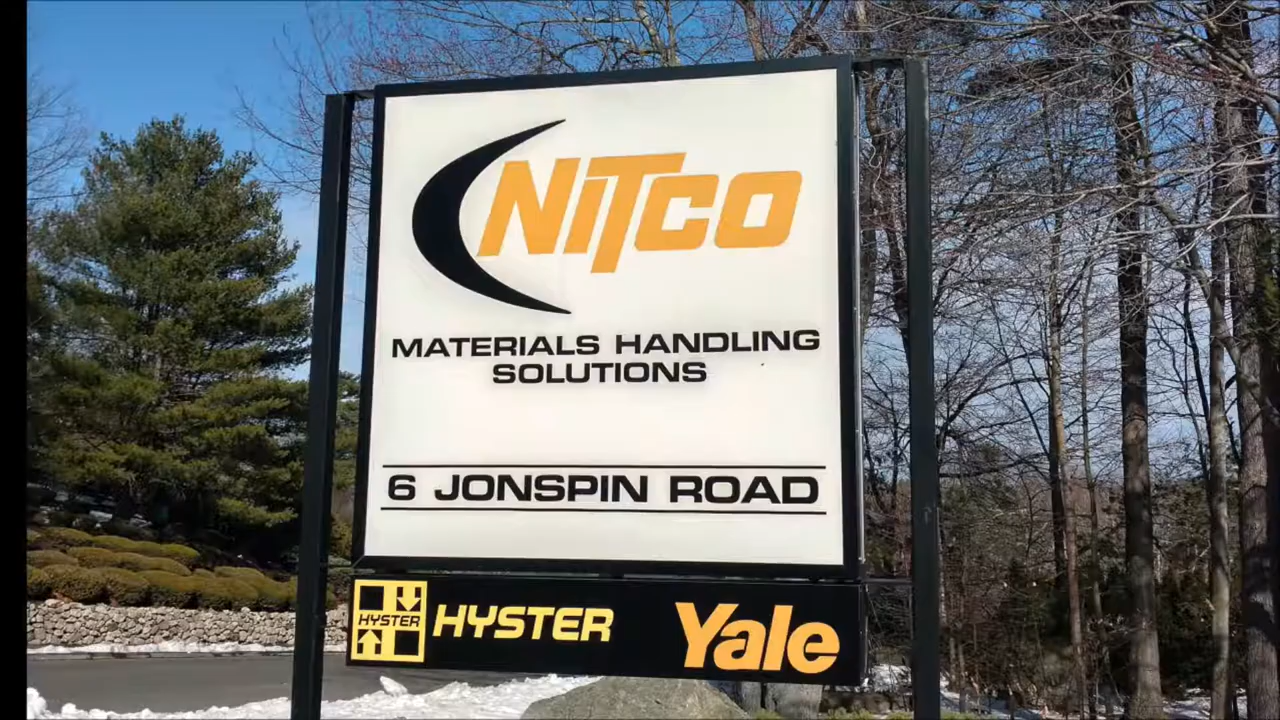 NITCO
MATERIALS HANDLING
SOLUTIONS
6 JONSPIN ROAD
HYSTER HYSTER Yale